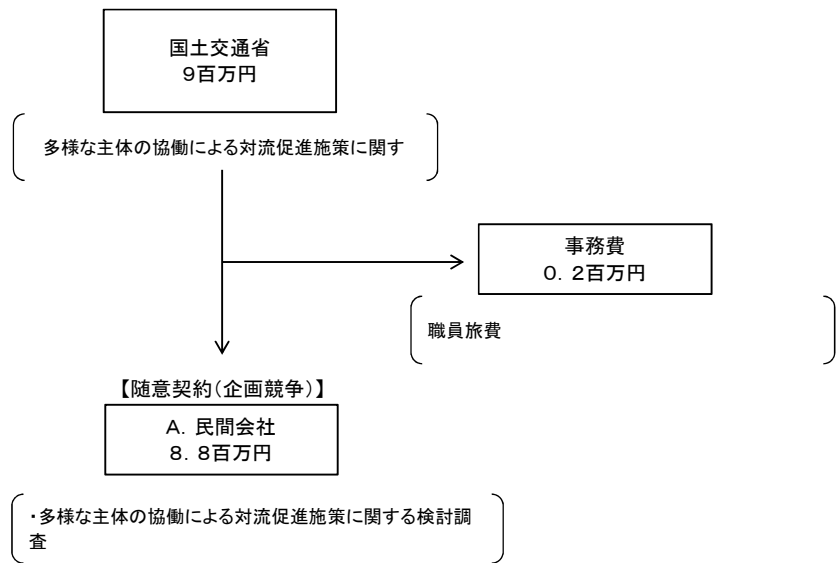 国土交通省
9百万円
多様な主体の協働による対流促進施策に関す
事務費
0．2百万円
職員旅費
【随意契約(企画競争)】
A．民間会社
8．8百万円
・多様な主体の協働による対流促進施策に関する検討調
査